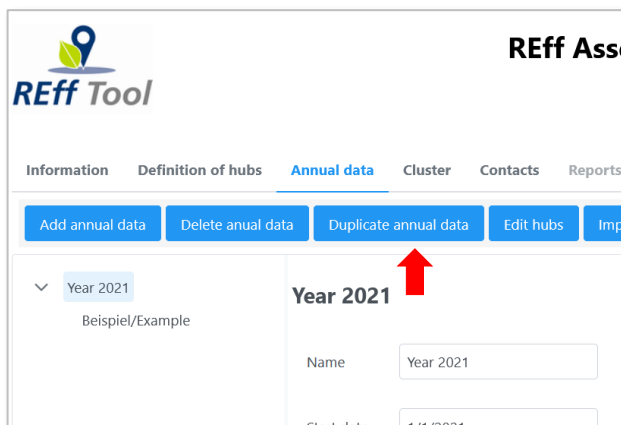 REff Tool
REff Ass
Information Definition of hubs Annual data Cluster Contacts Reports
Add annual data Delete anual data Duplicate annual data Edit hubs Imp
Year 2021
Beispiel/Example
Year 2021
Name Year 2021